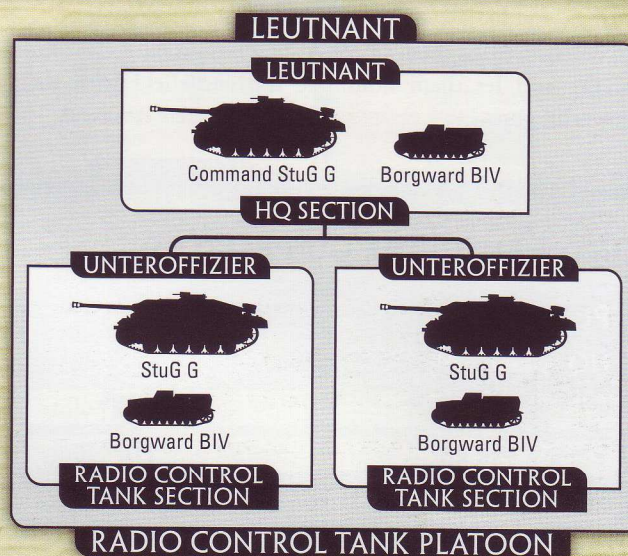 LEUTNANT
LEUTNANT
Command StuG G
Borgward BIV
HQ SECTION
UNTEROFFIZIER
StuG G
Borgward BIV
RADIO CONTROL
TANK SECTION
UNTEROFFIZIER
StuG G
Borgward BIV
RADIO CONTROL
TANK SECTION
RADIO CONTROL TANK PLATOON